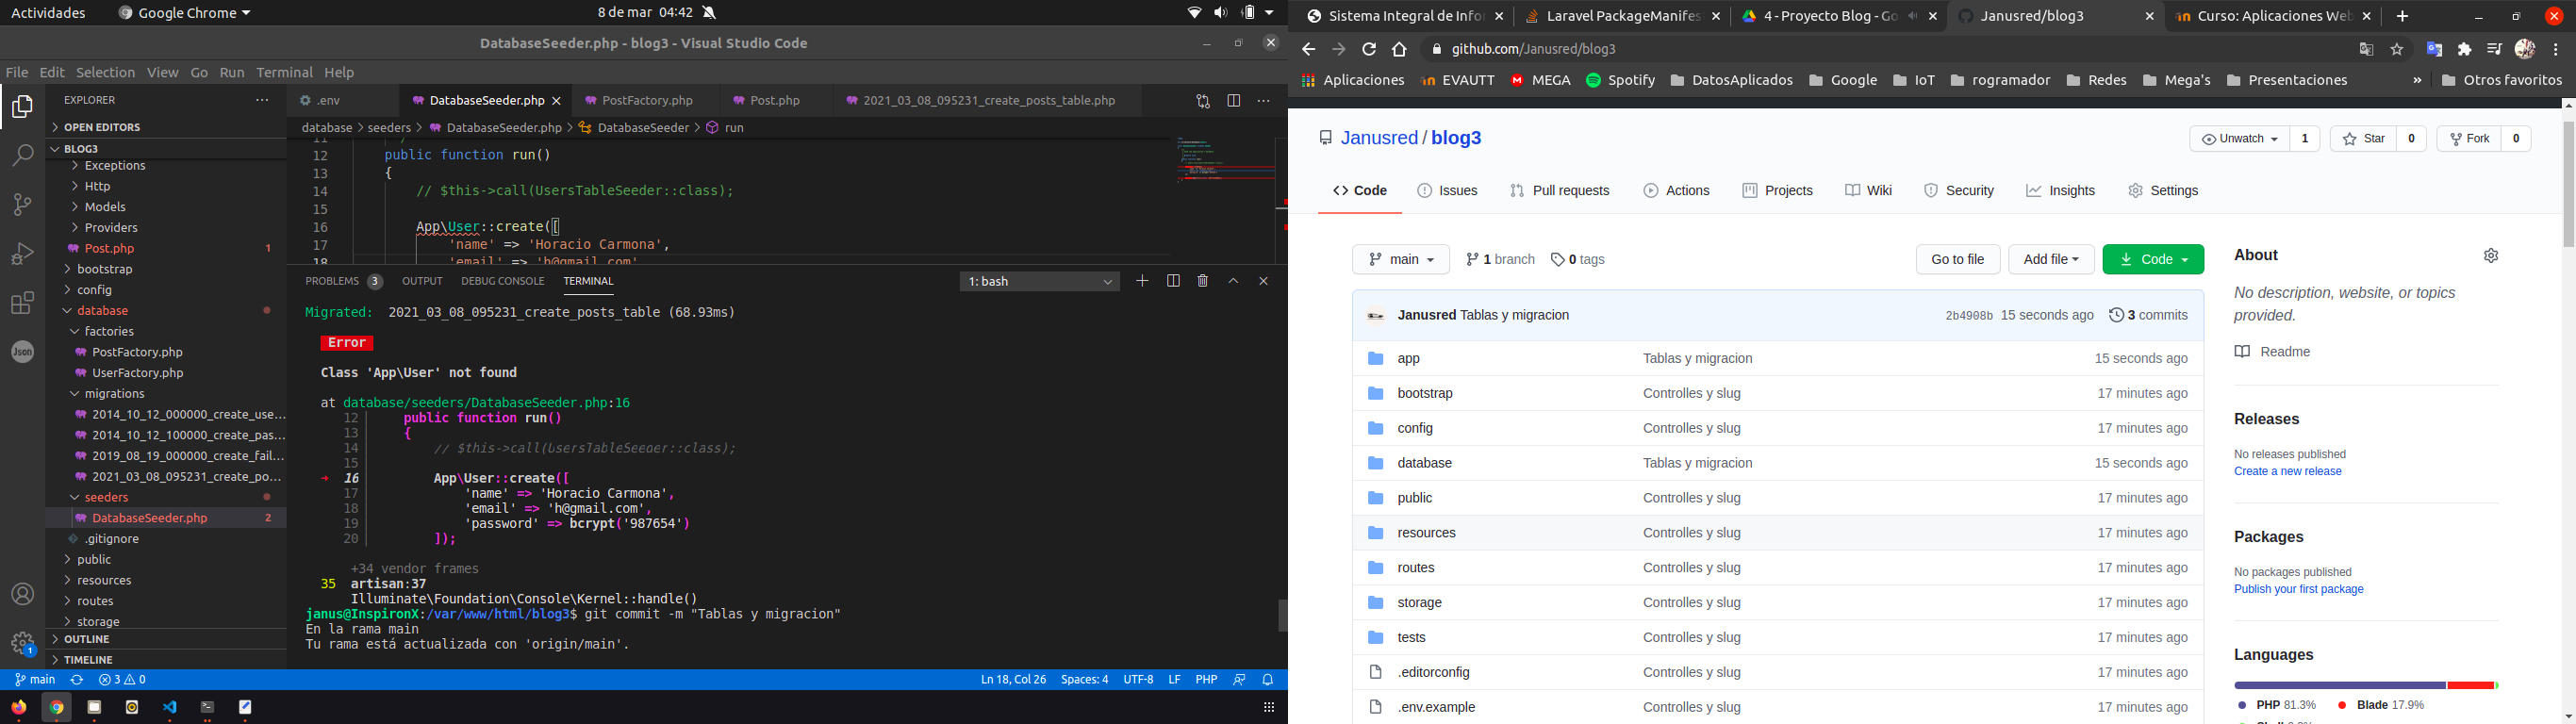 Actividades
Google Chrome
8 de mar 04:42
DatabaseSeeder.php - blog3 - Visual Studio Code
File Edit Selection View Go Run Terminal Help
EXPLORER
OPEN EDITORS
BLOG3
Exceptions
Http
Models
Providers
Post.php 1
bootstrap
config
database
factories
PostFactory.php
UserFactory.php
migrations
2014_10_12_000000_create_use...
2014_10_12_100000_create_pas...
2019_08_19_000000_create_fail...
2021_03_08_095231_create_po...
seeders
DatabaseSeeder.php 2
.gitignore
public
resources
routes
storage
OUTLINE
TIMELINE
Json
1
.env DatabaseSeeder.php PostFactory.php Post.php 2021_03_08_095231_create_posts_table.php
database > seeders > DatabaseSeeder.php > DatabaseSeeder > run
11
12 public function run()
13 {
14 // $this->call(UsersTableSeeder::class);
15
16 App\User::create([
17 'name' => 'Horacio Carmona',
18 'email' => 'h@gmail.com',
PROBLEMS 3 OUTPUT DEBUG CONSOLE TERMINAL 1: bash
Migrated: 2021_03_08_095231_create_posts_table (68.93ms)
Error
Class 'App\User' not found
at database/seeders/DatabaseSeeder.php:16
12 public function run()
13 {
14 // $this->call(UsersTableSeeder::class);
15
16 App\User::create([
17 'name' => 'Horacio Carmona',
18 'email' => 'h@gmail.com',
19 'password' => bcrypt('987654')
20 ]);
+34 vendor frames
35 artisan:37
Illuminate\Foundation\Console\Kernel::handle()
janus@InspironX:/var/www/html/blog3$ git commit -m "Tablas y migracion"
En la rama main
Tu rama está actualizada con 'origin/main'.
main 3 0 Ln 18, Col 26 Spaces: 4 UTF-8 LF PHP
Sistema Integral de Infor Laravel PackageManifes 4 - Proyecto Blog - Go Janusred/blog3 Curso: Aplicaciones Web
github.com/Janusred/blog3
Aplicaciones EVAUTT MEGA Spotify DatosAplicados Google IoT rogramador Redes Mega's Presentaciones » Otros favoritos
Janusred / blog3
Unwatch 1 Star 0 Fork 0
Code Issues Pull requests Actions Projects Wiki Security Insights Settings
main 1 branch 0 tags Go to file Add file Code
Janusred Tablas y migracion 2b4908b 15 seconds ago 3 commits
app Tablas y migracion 15 seconds ago
bootstrap Controlles y slug 17 minutes ago
config Controlles y slug 17 minutes ago
database Tablas y migracion 15 seconds ago
public Controlles y slug 17 minutes ago
resources Controlles y slug 17 minutes ago
routes Controlles y slug 17 minutes ago
storage Controlles y slug 17 minutes ago
tests Controlles y slug 17 minutes ago
.editorconfig Controlles y slug 17 minutes ago
.env.example Controlles y slug 17 minutes ago
About
No description, website, or topics
provided.
Readme
Releases
No releases published
Create a new release
Packages
No packages published
Publish your first package
Languages
PHP 81.3% Blade 17.9%